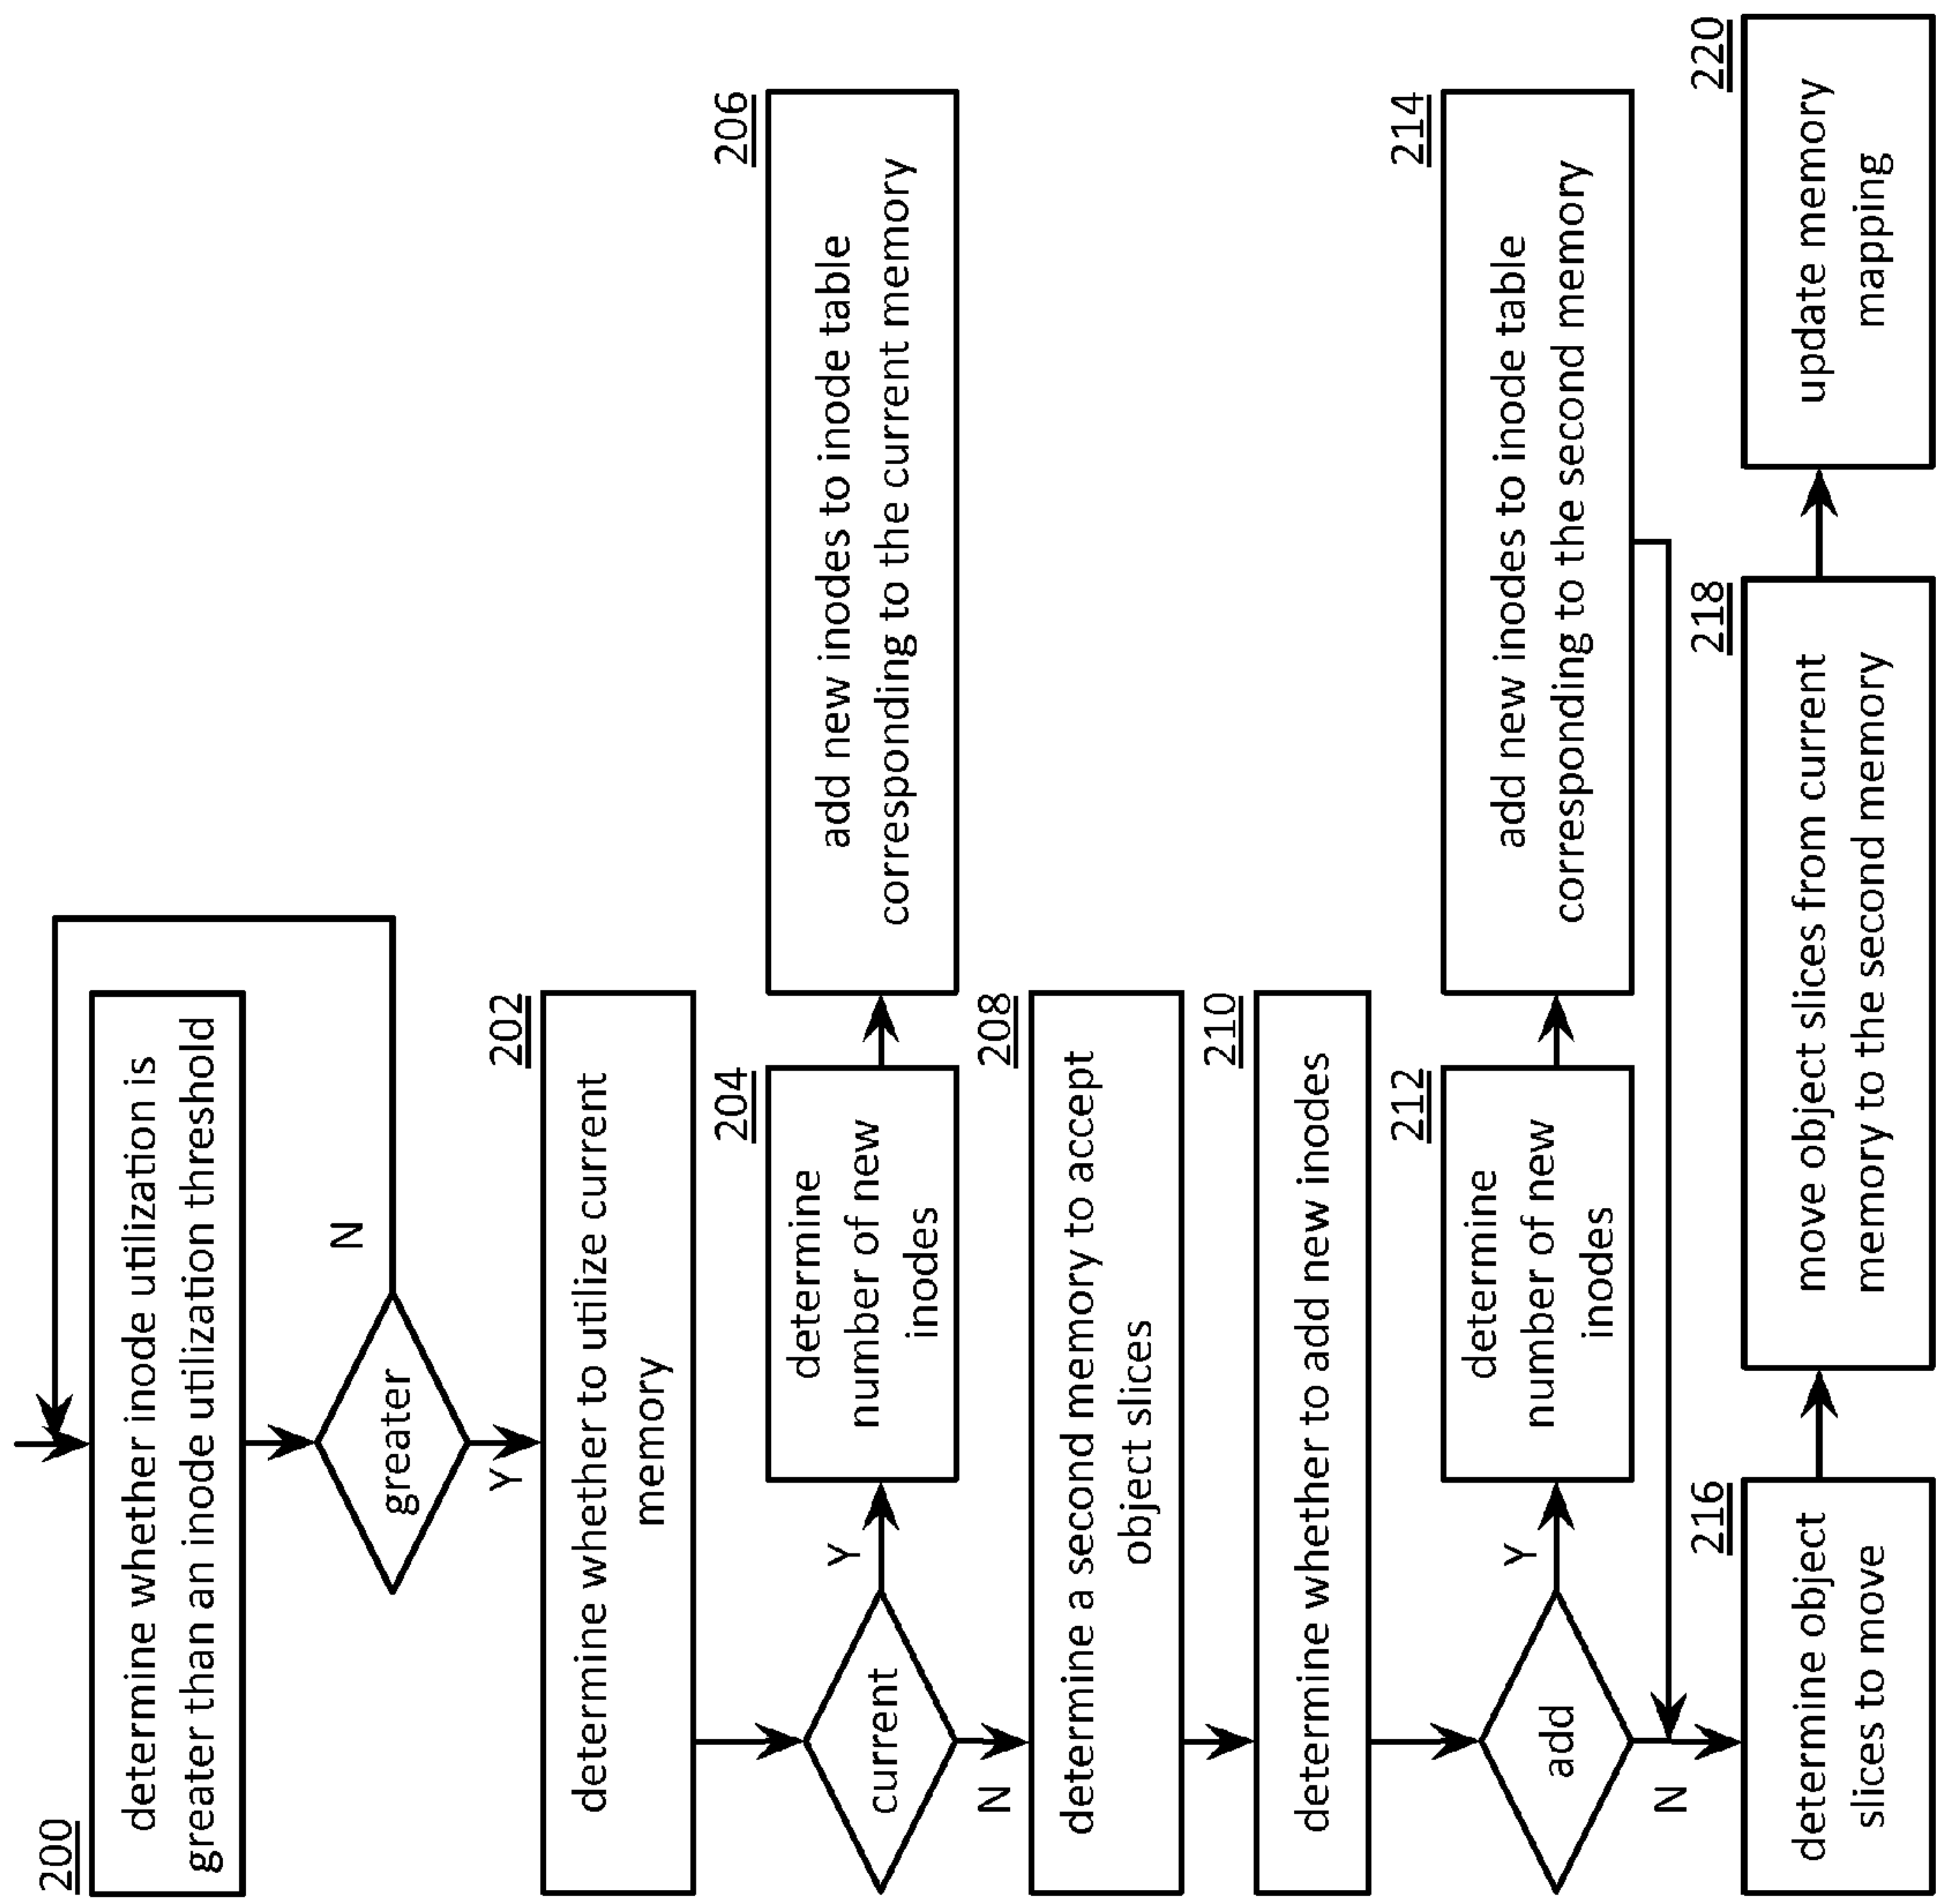 200
determine whether inode utilization is
greater than an inode utilization threshold
greater
N
Y
202
determine whether to utilize current
memory
current
Y
N
204
determine
number of new
inodes
206
add new inodes to inode table
corresponding to the current memory
208
determine a second memory to accept
object slices
210
determine whether to add new inodes
add
Y
N
212
determine
number of new
inodes
214
add new inodes to inode table
corresponding to the second memory
216
determine object
slices to move
218
move object slices from current
memory to the second memory
220
update memory
mapping